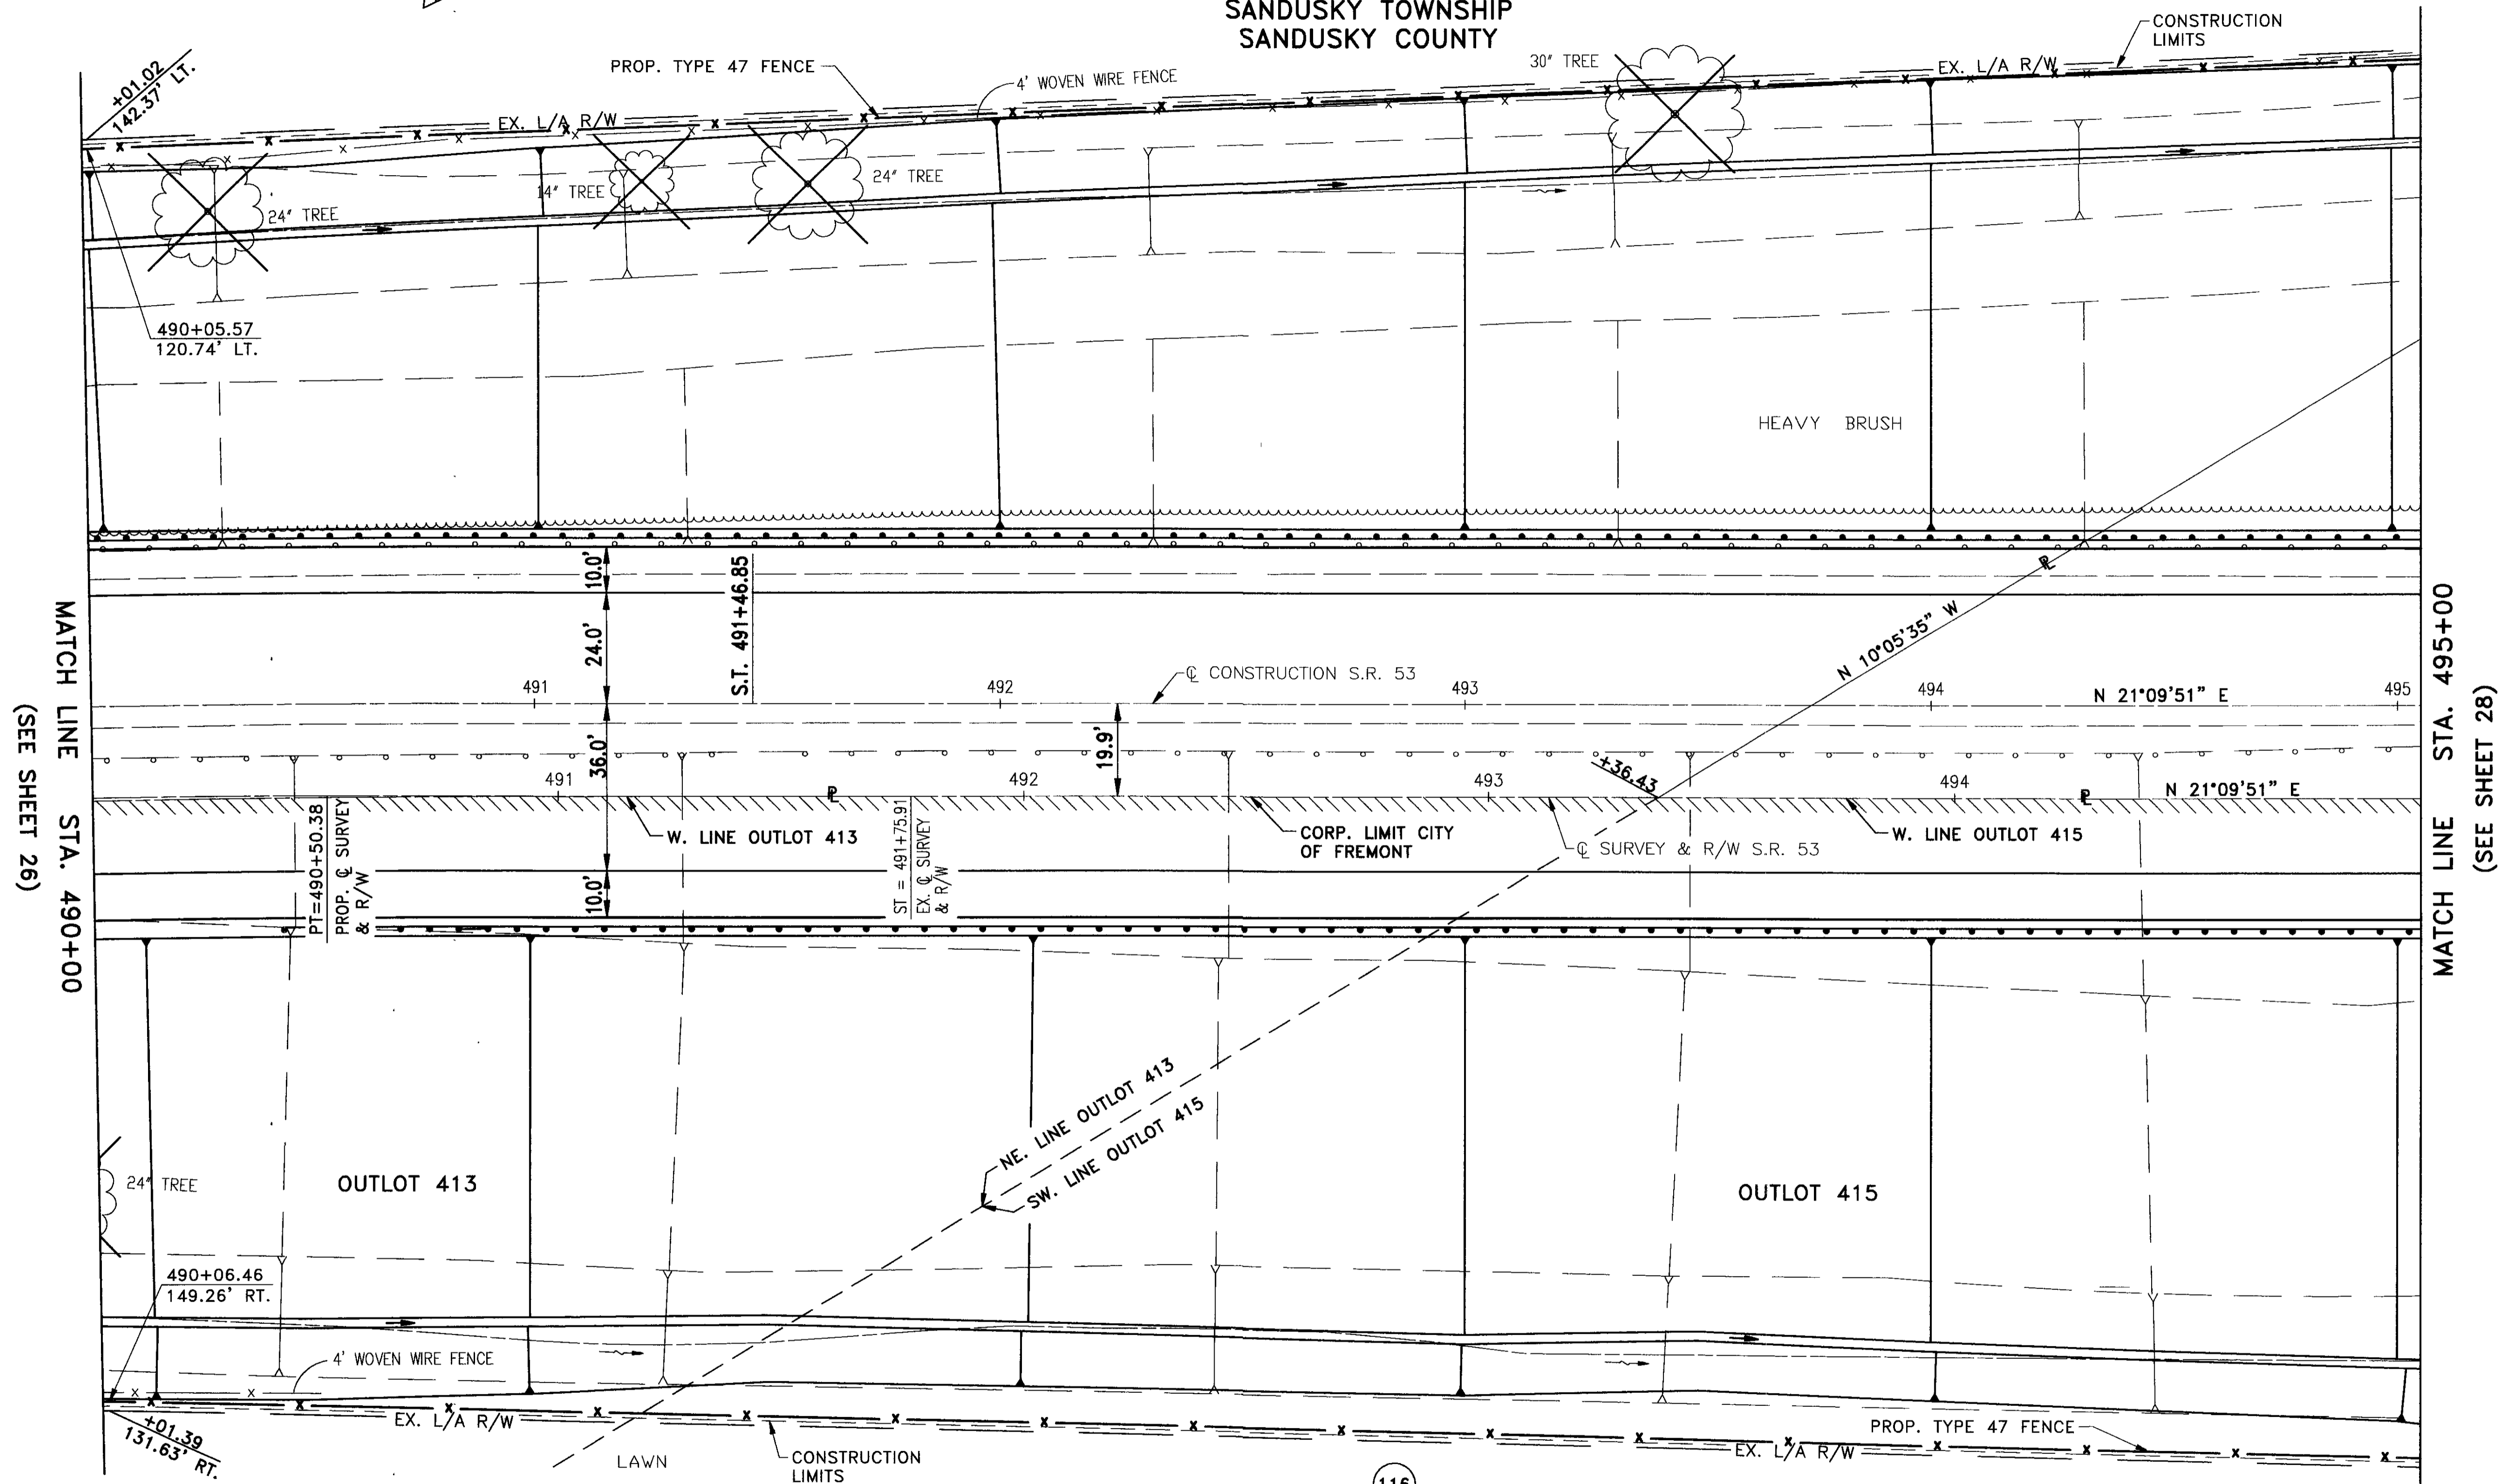 SANDUSKY TOWNSHIP
SANDUSKY COUNTY
CONSTRUCTION
LIMITS
+01.02
142.37' LT.
PROP. TYPE 47 FENCE
4' WOVEN WIRE FENCE
30" TREE
EX. L/A R/W
EX. L/A R/W
24" TREE
14" TREE
24" TREE
490+05.57
120.74' LT.
HEAVY BRUSH
10.0'
24.0'
S.T. 491+46.85
℄ CONSTRUCTION S.R. 53
N 10°05'35" W
℄ 
491
492
493
494
495
N 21°09'51" E
36.0'
19.9'
+36.43
491
492
493
494
N 21°09'51" E
PT=490+50.38
PROP. ℄ SURVEY
& R/W
W. LINE OUTLOT 413
ST = 491+75.91
EX. ℄ SURVEY
& R/W
CORP. LIMIT CITY
OF FREMONT
℄ SURVEY & R/W S.R. 53
W. LINE OUTLOT 415
10.0'
MATCH LINE STA. 490+00
(SEE SHEET 26)
MATCH LINE STA. 495+00
(SEE SHEET 28)
NE. LINE OUTLOT 413
SW. LINE OUTLOT 415
24" TREE
OUTLOT 413
OUTLOT 415
490+06.46
149.26' RT.
4' WOVEN WIRE FENCE
+01.39
131.63' RT.
EX. L/A R/W
LAWN
CONSTRUCTION
LIMITS
PROP. TYPE 47 FENCE
EX. L/A R/W
116